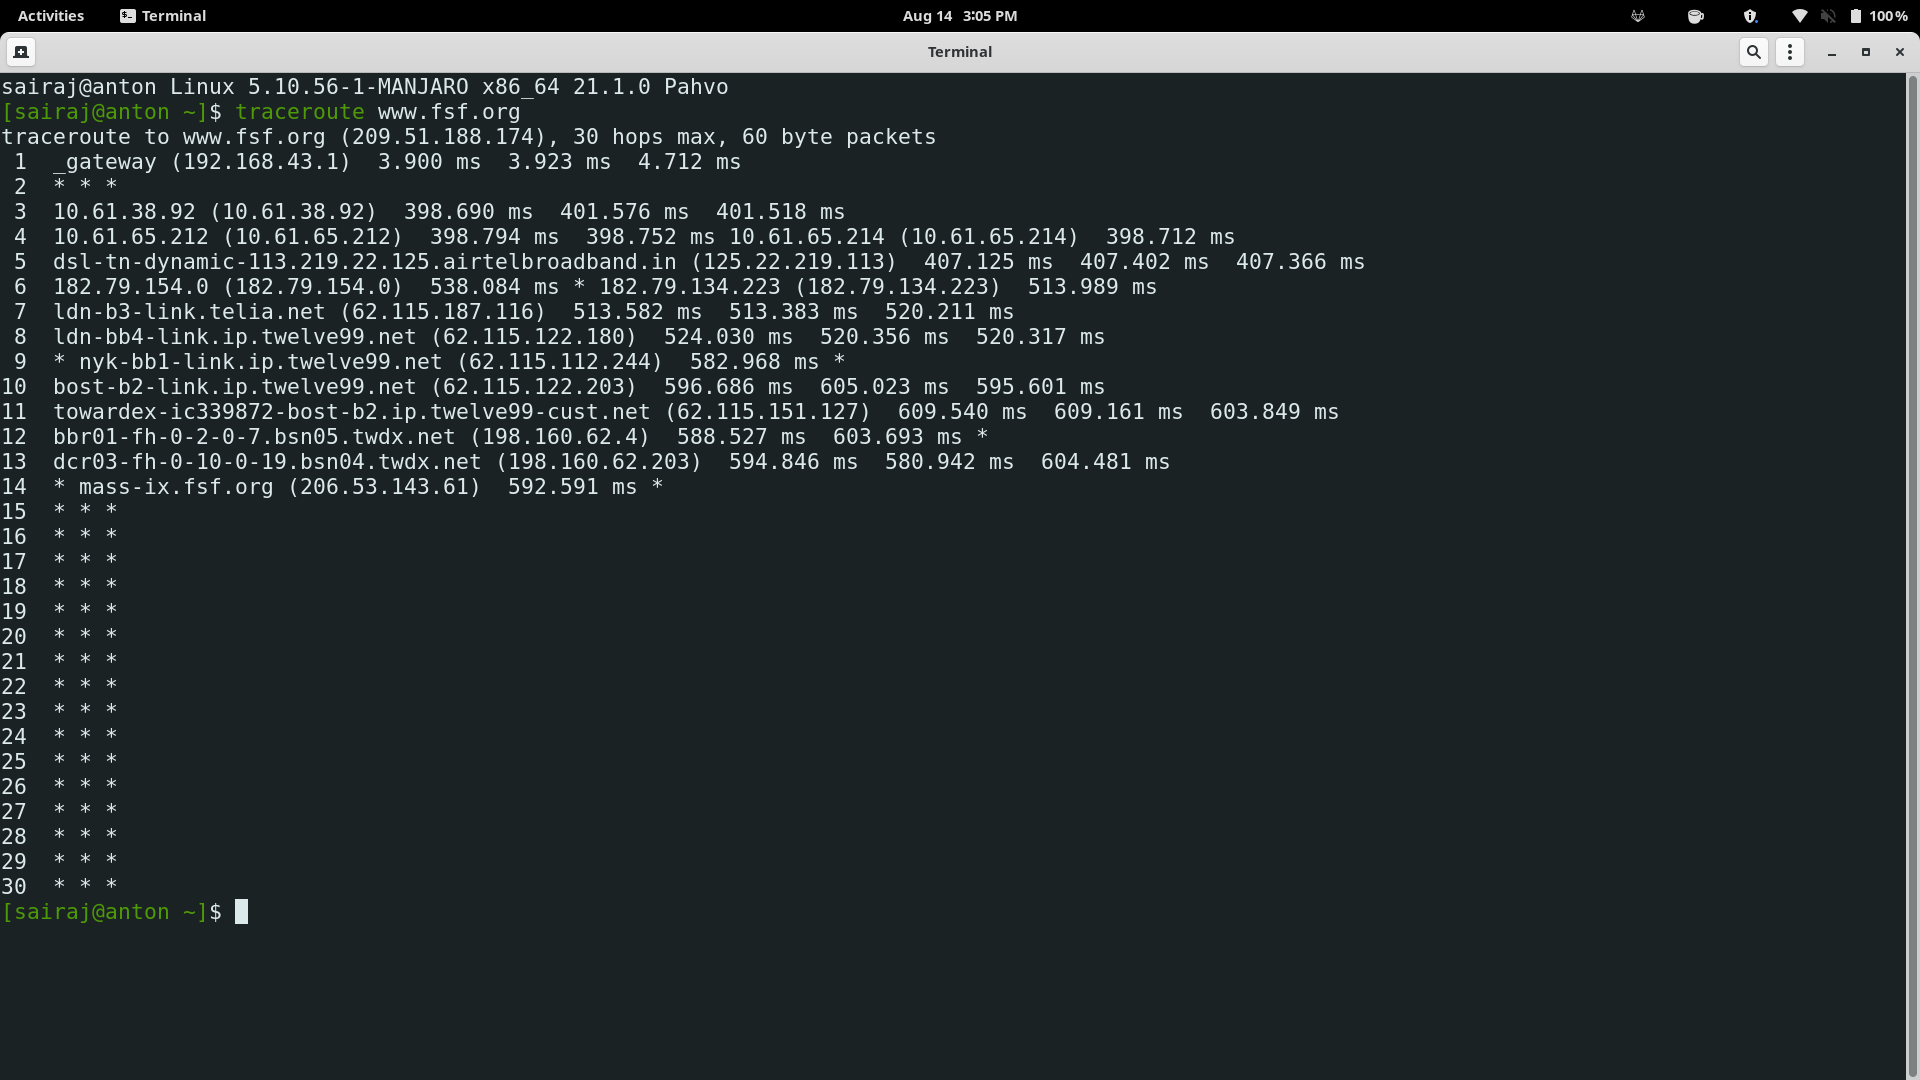 Activities Terminal Aug 14 3:05 PM 100 %
Terminal
sairaj@anton Linux 5.10.56-1-MANJARO x86_64 21.1.0 Pahvo
[sairaj@anton ~]$ traceroute www.fsf.org
traceroute to www.fsf.org (209.51.188.174), 30 hops max, 60 byte packets
 1  _gateway (192.168.43.1)  3.900 ms  3.923 ms  4.712 ms
 2  * * *
 3  10.61.38.92 (10.61.38.92)  398.690 ms  401.576 ms  401.518 ms
 4  10.61.65.212 (10.61.65.212)  398.794 ms  398.752 ms 10.61.65.214 (10.61.65.214)  398.712 ms
 5  dsl-tn-dynamic-113.219.22.125.airtelbroadband.in (125.22.219.113)  407.125 ms  407.402 ms  407.366 ms
 6  182.79.154.0 (182.79.154.0)  538.084 ms * 182.79.134.223 (182.79.134.223)  513.989 ms
 7  ldn-b3-link.telia.net (62.115.187.116)  513.582 ms  513.383 ms  520.211 ms
 8  ldn-bb4-link.ip.twelve99.net (62.115.122.180)  524.030 ms  520.356 ms  520.317 ms
 9  * nyk-bb1-link.ip.twelve99.net (62.115.112.244)  582.968 ms *
10  bost-b2-link.ip.twelve99.net (62.115.122.203)  596.686 ms  605.023 ms  595.601 ms
11  towardex-ic339872-bost-b2.ip.twelve99-cust.net (62.115.151.127)  609.540 ms  609.161 ms  603.849 ms
12  bbr01-fh-0-2-0-7.bsn05.twdx.net (198.160.62.4)  588.527 ms  603.693 ms *
13  dcr03-fh-0-10-0-19.bsn04.twdx.net (198.160.62.203)  594.846 ms  580.942 ms  604.481 ms
14  * mass-ix.fsf.org (206.53.143.61)  592.591 ms *
15  * * *
16  * * *
17  * * *
18  * * *
19  * * *
20  * * *
21  * * *
22  * * *
23  * * *
24  * * *
25  * * *
26  * * *
27  * * *
28  * * *
29  * * *
30  * * *
[sairaj@anton ~]$